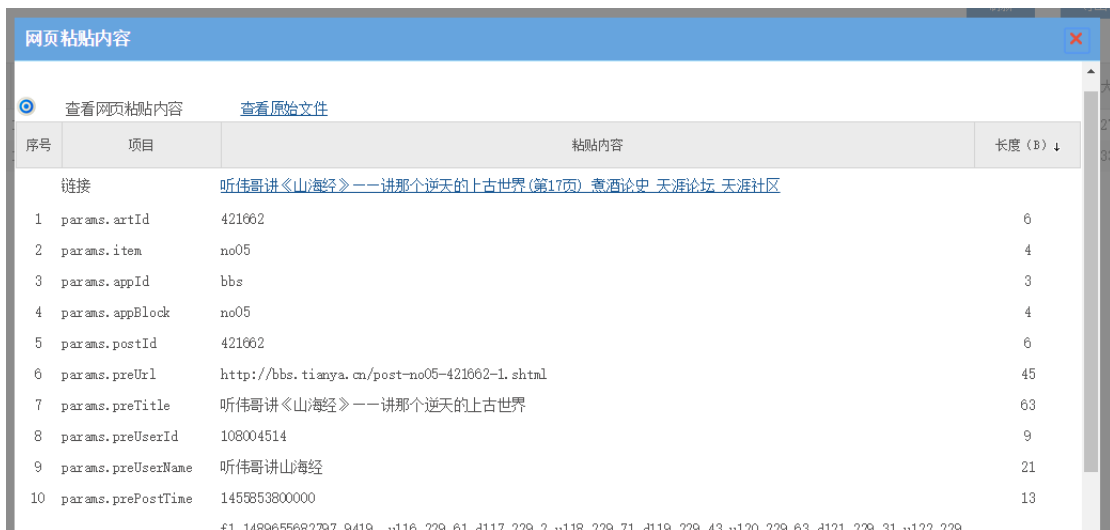 网页粘贴内容
查看网页粘贴内容 查看原始文件
序号 项目 粘贴内容 长度（B）↓
链接 听伟哥讲《山海经》——讲那个逆天的上古世界(第17页)_煮酒论史_天涯论坛_天涯社区
1 params.artId 421662 6
2 params.item no05 4
3 params.appId bbs 3
4 params.appBlock no05 4
5 params.postId 421662 6
6 params.preUrl http://bbs.tianya.cn/post-no05-421662-1.shtml 45
7 params.preTitle 听伟哥讲《山海经》——讲那个逆天的上古世界 63
8 params.preUserId 108004514 9
9 params.preUserName 听伟哥讲山海经 21
10 params.prePostTime 1455853800000 13